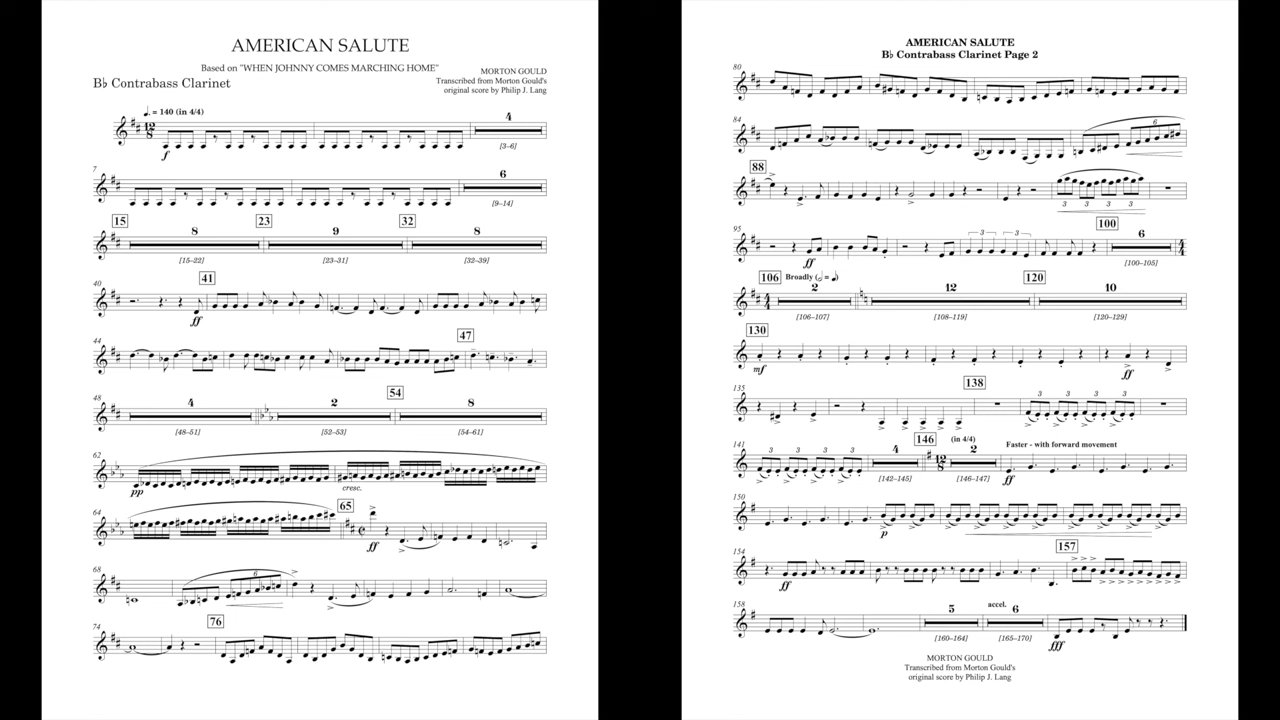 AMERICAN SALUTE
Based on "WHEN JOHNNY COMES MARCHING HOME"
B♭ Contrabass Clarinet
MORTON GOULD
Transcribed from Morton Gould's
original score by Philip J. Lang
♩. = 140 (in 4/4)
12/8
4
f
[3–6]
7
6
[9–14]
15
23
32
8
9
8
[15–22]
[23–31]
[32–39]
40
41
ff
44
47
48
54
4
2
8
[48–51]
[52–53]
[54–61]
62
pp
cresc.
64
65
ff
68
6
74
76
AMERICAN SALUTE
B♭ Contrabass Clarinet Page 2
80
84
6
88
3 3 3 3
95
100
3 3
6
ff
[100–105]
4/4
106
Broadly (𝅗𝅥 = ♩)
120
4/4
2
12
10
[106–107]
[108–119]
[120–129]
130
mf
ff
135
138
3 3 3 3
141
146
(in 4/4)
Faster - with forward movement
3 3 3 3
4
12/8
2
[142–145]
[146–147]
ff
150
p
154
157
ff
158
accel.
5
6
[160–164]
[165–170]
fff
MORTON GOULD
Transcribed from Morton Gould's
original score by Philip J. Lang